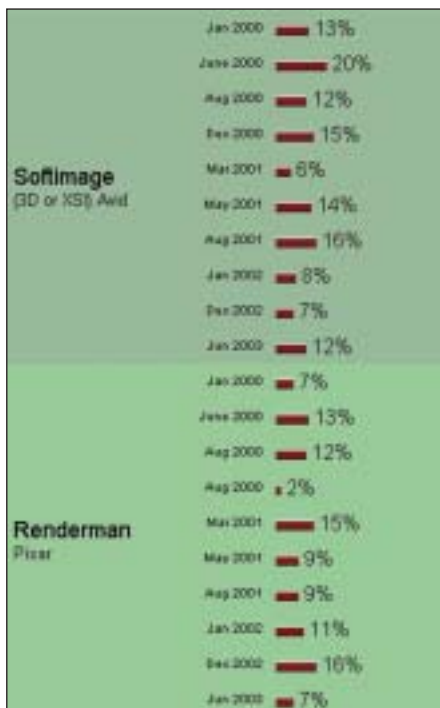 Jan 2000 13%
June 2000 20%
Aug 2000 12%
Dec 2000 15%
Softimage
(3D or XSI) Avid
Mar 2001 6%
May 2001 14%
Aug 2001 16%
Jan 2002 8%
Dec 2002 7%
Jun 2003 12%
Jan 2000 7%
June 2000 13%
Aug 2000 12%
Aug 2000 2%
Renderman
Pixar
Mar 2001 15%
May 2001 9%
Aug 2001 9%
Jan 2002 11%
Dec 2002 16%
Jun 2003 7%